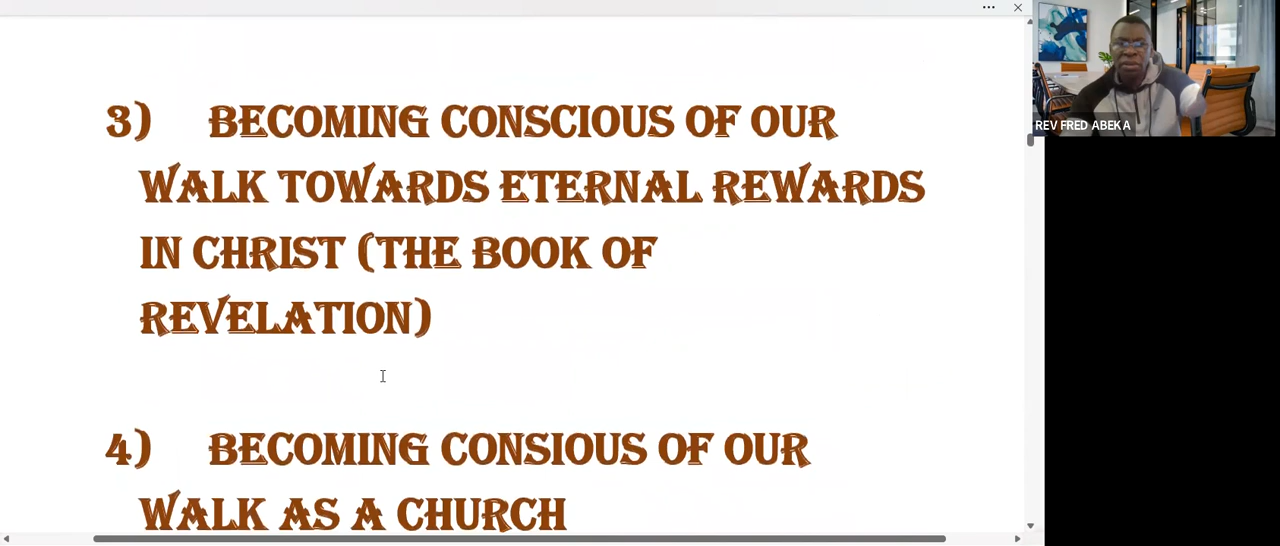 3) BECOMING CONSCIOUS OF OUR
WALK TOWARDS ETERNAL REWARDS
IN CHRIST (THE BOOK OF
REVELATION)
4) BECOMING CONSIOUS OF OUR
WALK AS A CHURCH
REV FRED ABEKA